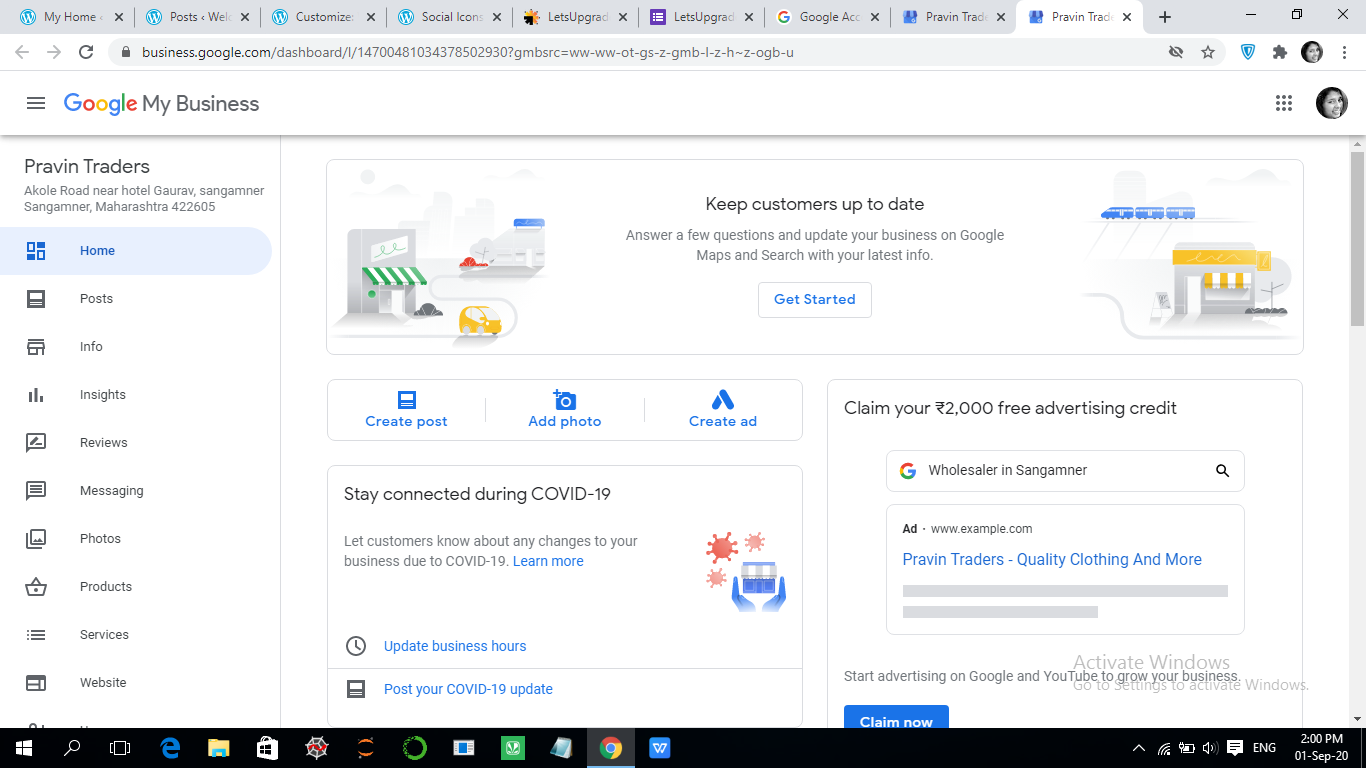 My Home ‹
Posts ‹ Wel
Customize:
Social Icons
LetsUpgrad
LetsUpgrad
Google Acc
Pravin Trade
Pravin Trade
business.google.com/dashboard/l/14700481034378502930?gmbsrc=ww-ww-ot-gs-z-gmb-l-z-h~z-ogb-u
Google My Business
Pravin Traders
Akole Road near hotel Gaurav, sangamner
Sangamner, Maharashtra 422605
Home
Posts
Info
Insights
Reviews
Messaging
Photos
Products
Services
Website
Keep customers up to date
Answer a few questions and update your business on Google
Maps and Search with your latest info.
Get Started
Create post
Add photo
Create ad
Stay connected during COVID-19
Let customers know about any changes to your
business due to COVID-19. Learn more
Update business hours
Post your COVID-19 update
Claim your ₹2,000 free advertising credit
Wholesaler in Sangamner
Ad · www.example.com
Pravin Traders - Quality Clothing And More
Start advertising on Google and YouTube to grow your business.
Claim now
Activate Windows
Go to Settings to activate Windows.
ENG
2:00 PM
01-Sep-20